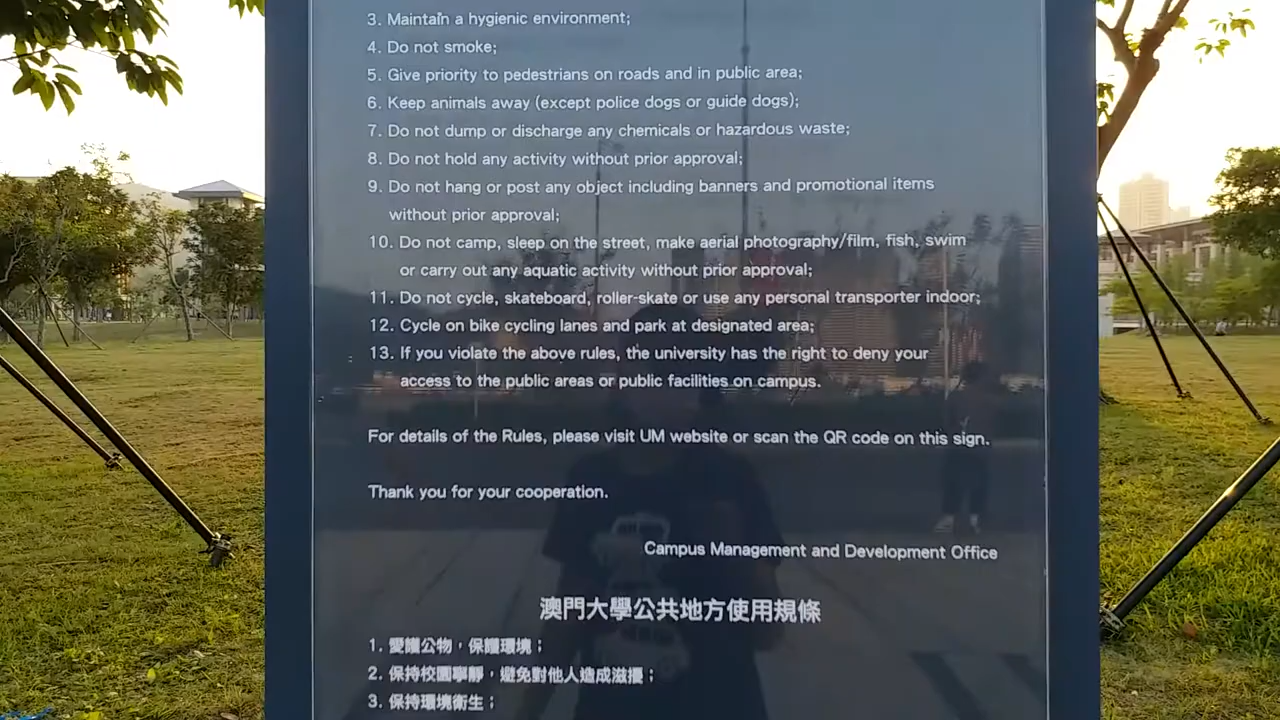 3. Maintain a hygienic environment;
4. Do not smoke;
5. Give priority to pedestrians on roads and in public area;
6. Keep animals away (except police dogs or guide dogs);
7. Do not dump or discharge any chemicals or hazardous waste;
8. Do not hold any activity without prior approval;
9. Do not hang or post any object including banners and promotional items
without prior approval;
10. Do not camp, sleep on the street, make aerial photography/film, fish, swim
or carry out any aquatic activity without prior approval;
11. Do not cycle, skateboard, roller-skate or use any personal transporter indoor;
12. Cycle on bike cycling lanes and park at designated area;
13. If you violate the above rules, the university has the right to deny your
access to the public areas or public facilities on campus.
For details of the Rules, please visit UM website or scan the QR code on this sign.
Thank you for your cooperation.
Campus Management and Development Office
澳門大學公共地方使用規條
1. 愛護公物，保護環境；
2. 保持校園寧靜，避免對他人造成滋擾；
3. 保持環境衛生；